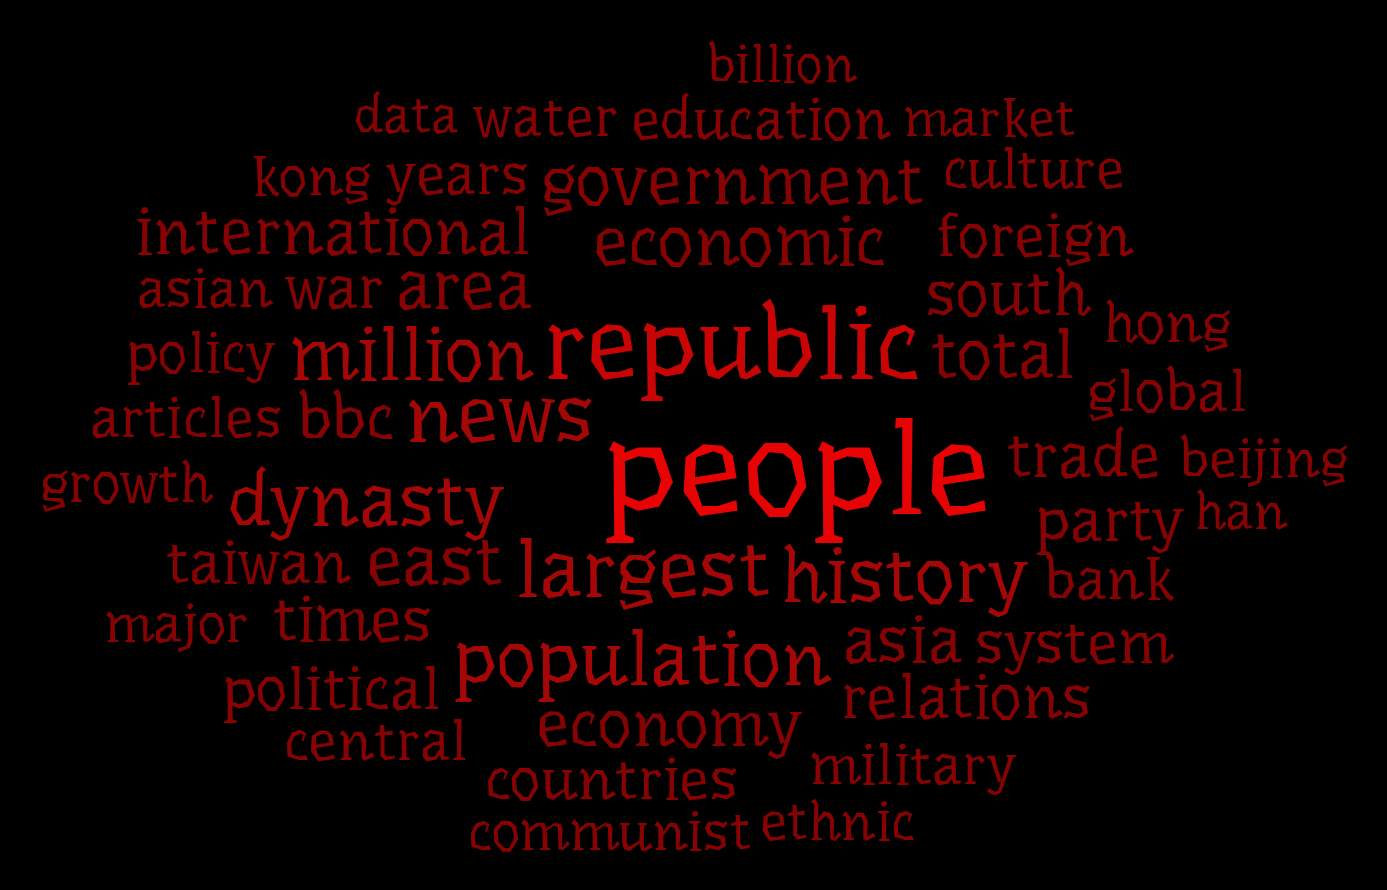 billion
data water education market
kong years government culture
international economic foreign
asian war area south
policy million republic total hong
articles bbc news global
growth dynasty people trade beijing
taiwan east largest history party han
major times population asia system bank
political economy relations
central countries military
communist ethnic